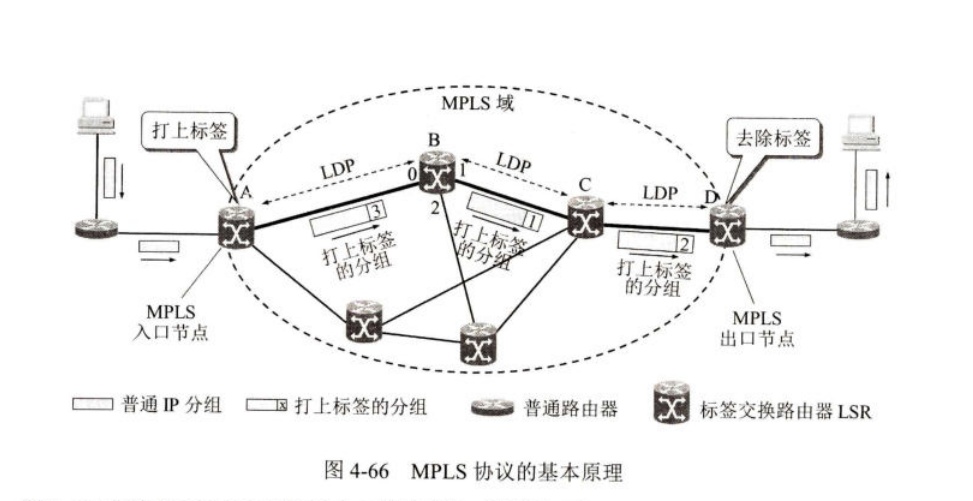 MPLS 域
打上标签
去除标签
B
LDP
LDP
0
1
C
A
LDP
D
2
3
1
2
打上标签
的分组
打上标签
的分组
打上标签
的分组
MPLS
入口节点
MPLS
出口节点
普通 IP 分组
x 打上标签的分组
普通路由器
标签交换路由器 LSR
图 4-66 MPLS 协议的基本原理